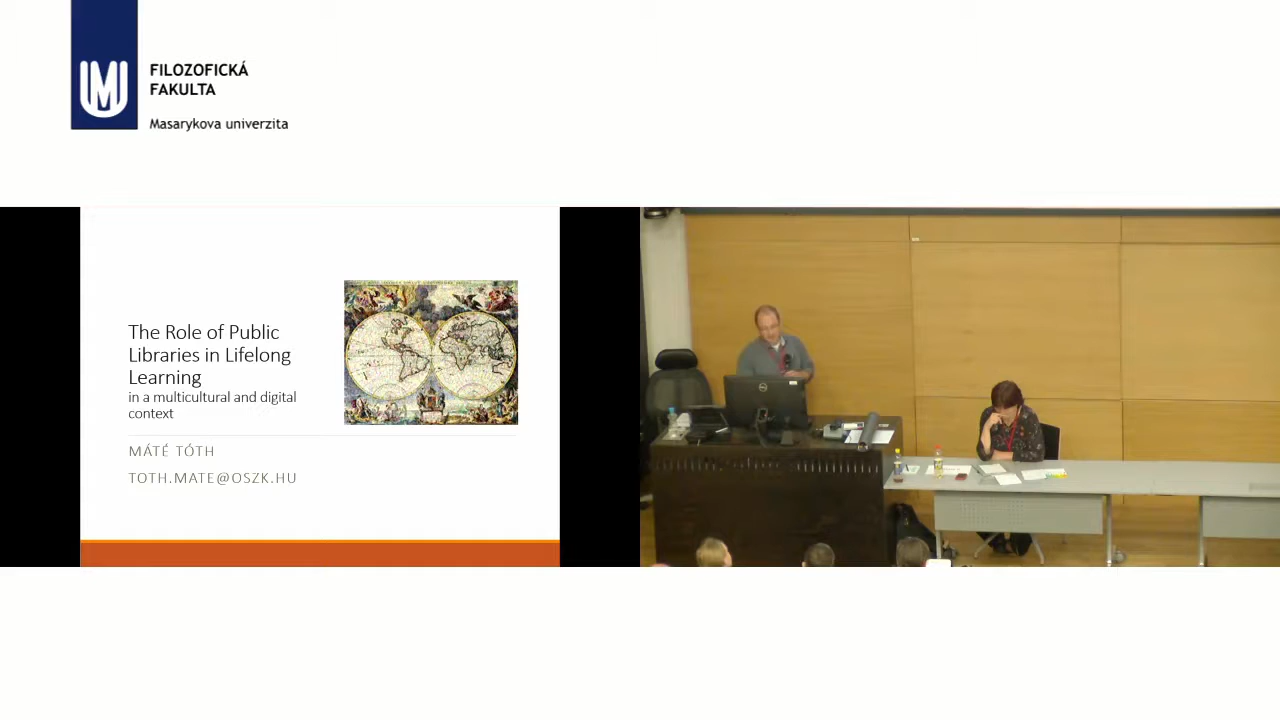 FILOZOFICKÁ
FAKULTA
Masarykova univerzita
The Role of Public
Libraries in Lifelong
Learning
in a multicultural and digital
context
MÁTÉ TÓTH
TOTH.MATE@OSZK.HU